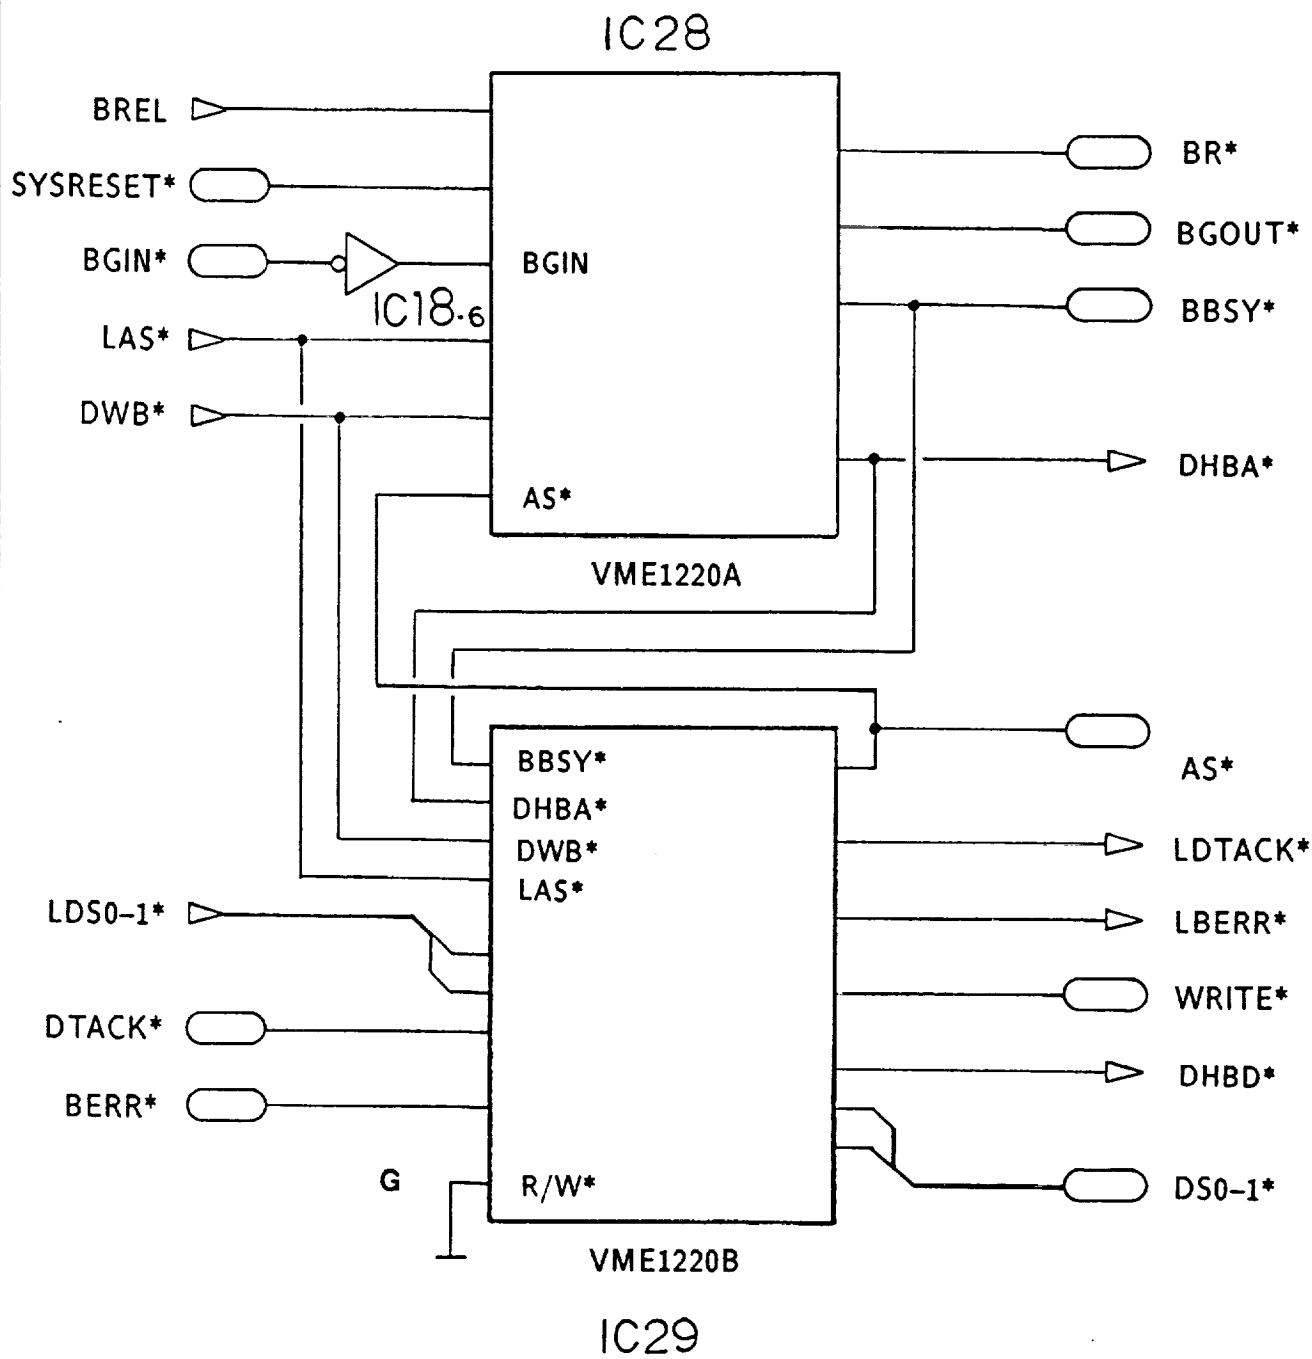 IC28
BREL
SYSRESET*
BGIN*
LAS*
DWB*
BGIN
AS*
IC18.6
BR*
BGOUT*
BBSY*
DHBA*
VME1220A
BBSY*
DHBA*
DWB*
LAS*
LDS0-1*
DTACK*
BERR*
G
R/W*
AS*
LDTACK*
LBERR*
WRITE*
DHBD*
DS0-1*
VME1220B
IC29